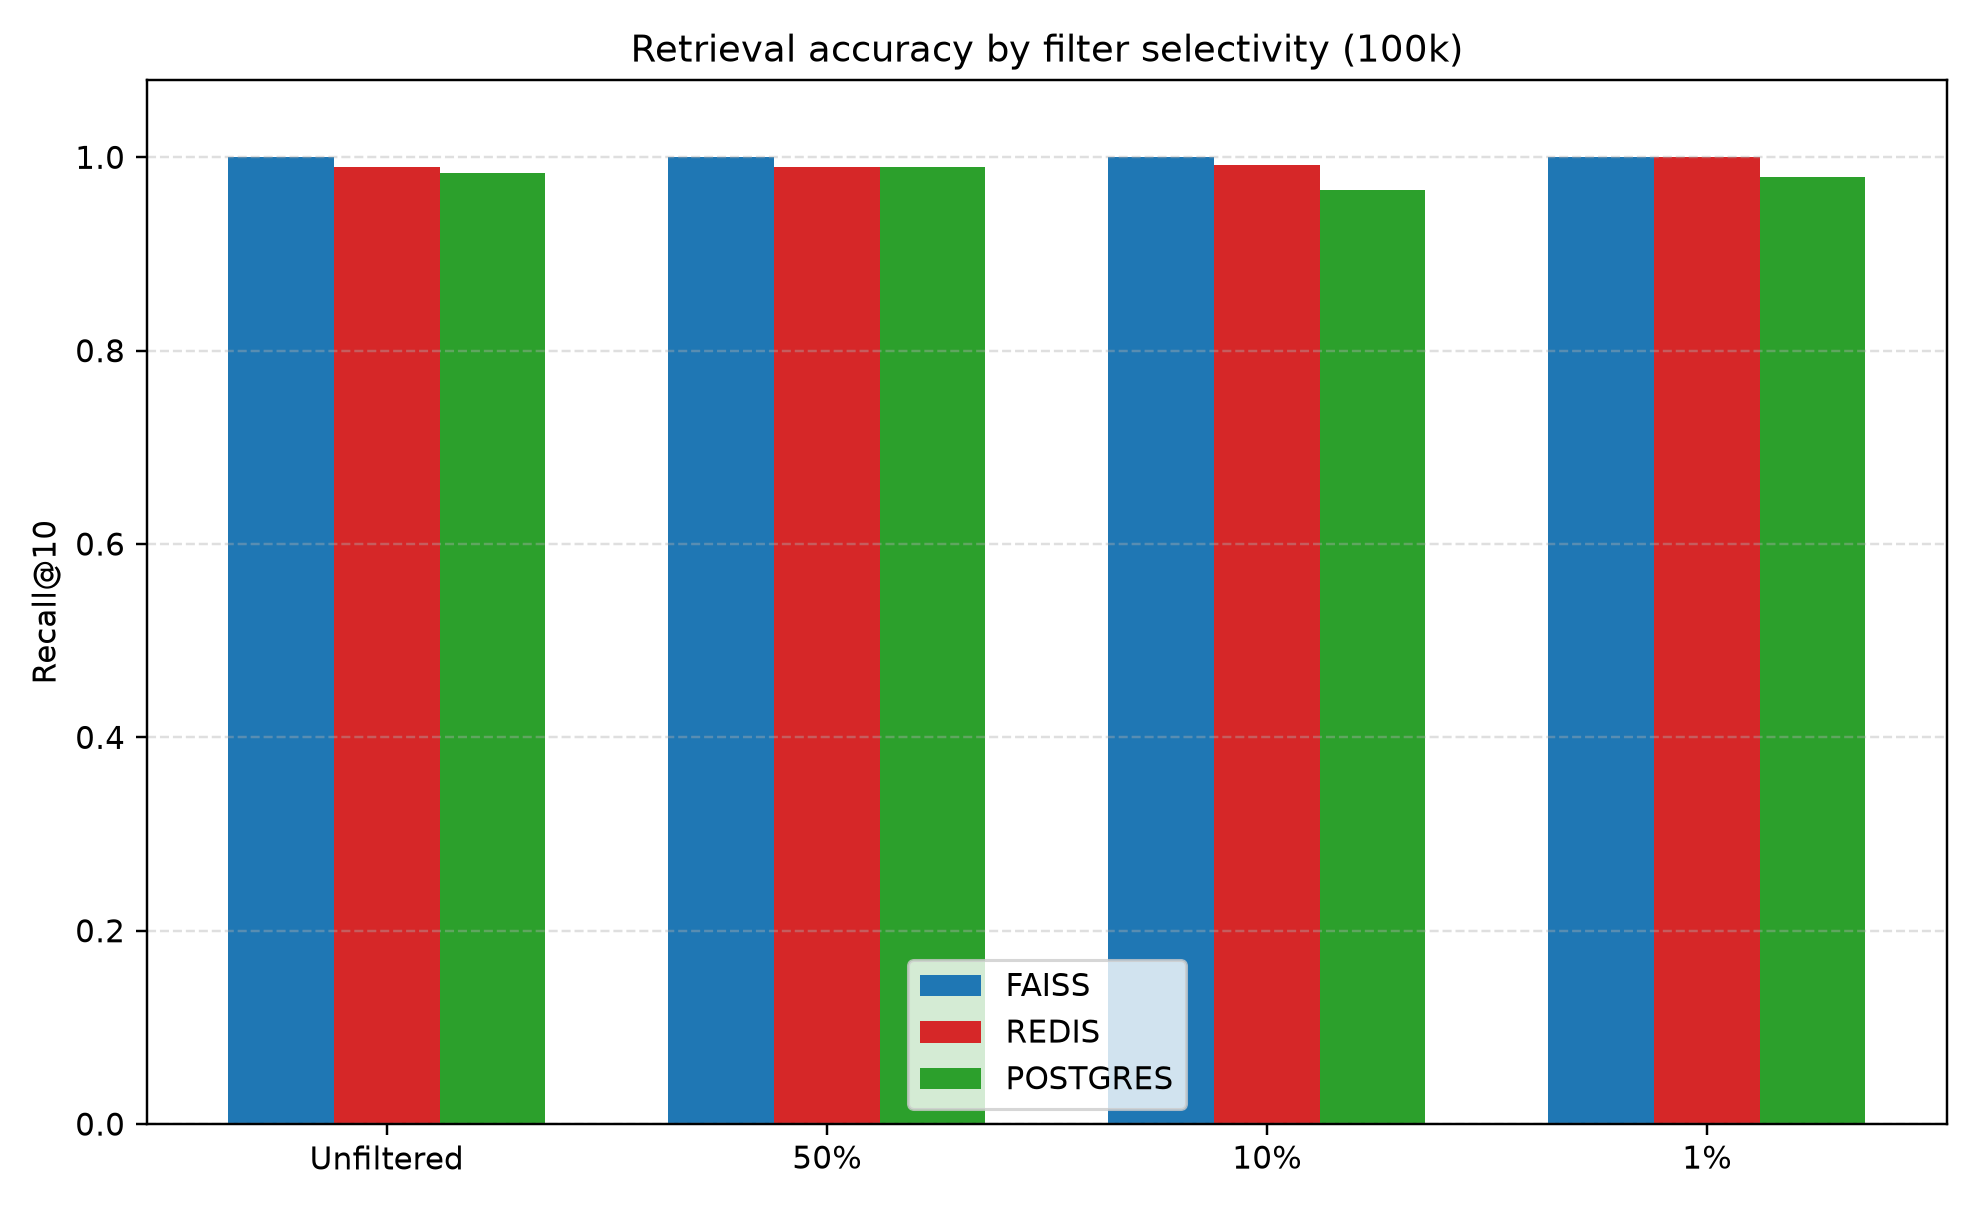 Retrieval accuracy by filter selectivity (100k)
Recall@10
1.0
0.8
0.6
0.4
0.2
0.0
FAISS
REDIS
POSTGRES
Unfiltered 50% 10% 1%